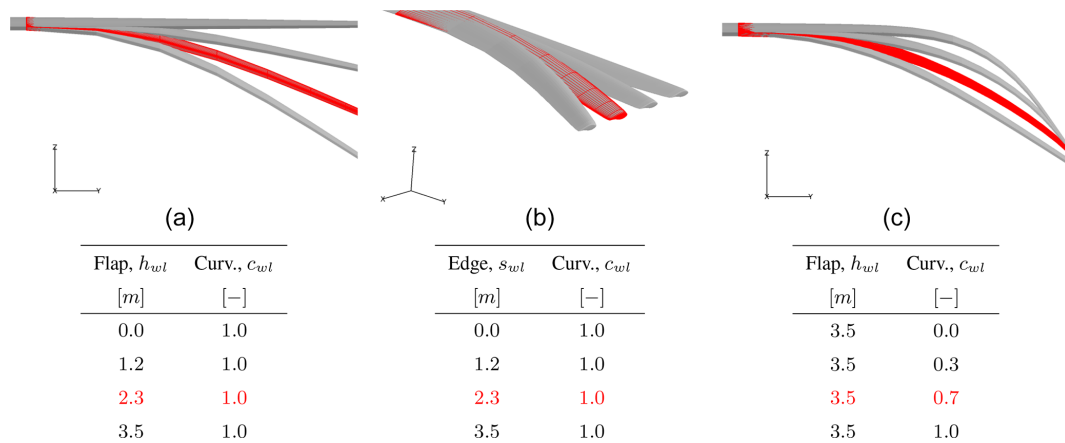 Z
X Y
Z
X Y
Z
X Y
(a) (b) (c)
Flap, h_wl Curv., c_wl
[m] [−]
0.0 1.0
1.2 1.0
2.3 1.0
3.5 1.0
Edge, s_wl Curv., c_wl
[m] [−]
0.0 1.0
1.2 1.0
2.3 1.0
3.5 1.0
Flap, h_wl Curv., c_wl
[m] [−]
3.5 0.0
3.5 0.3
3.5 0.7
3.5 1.0